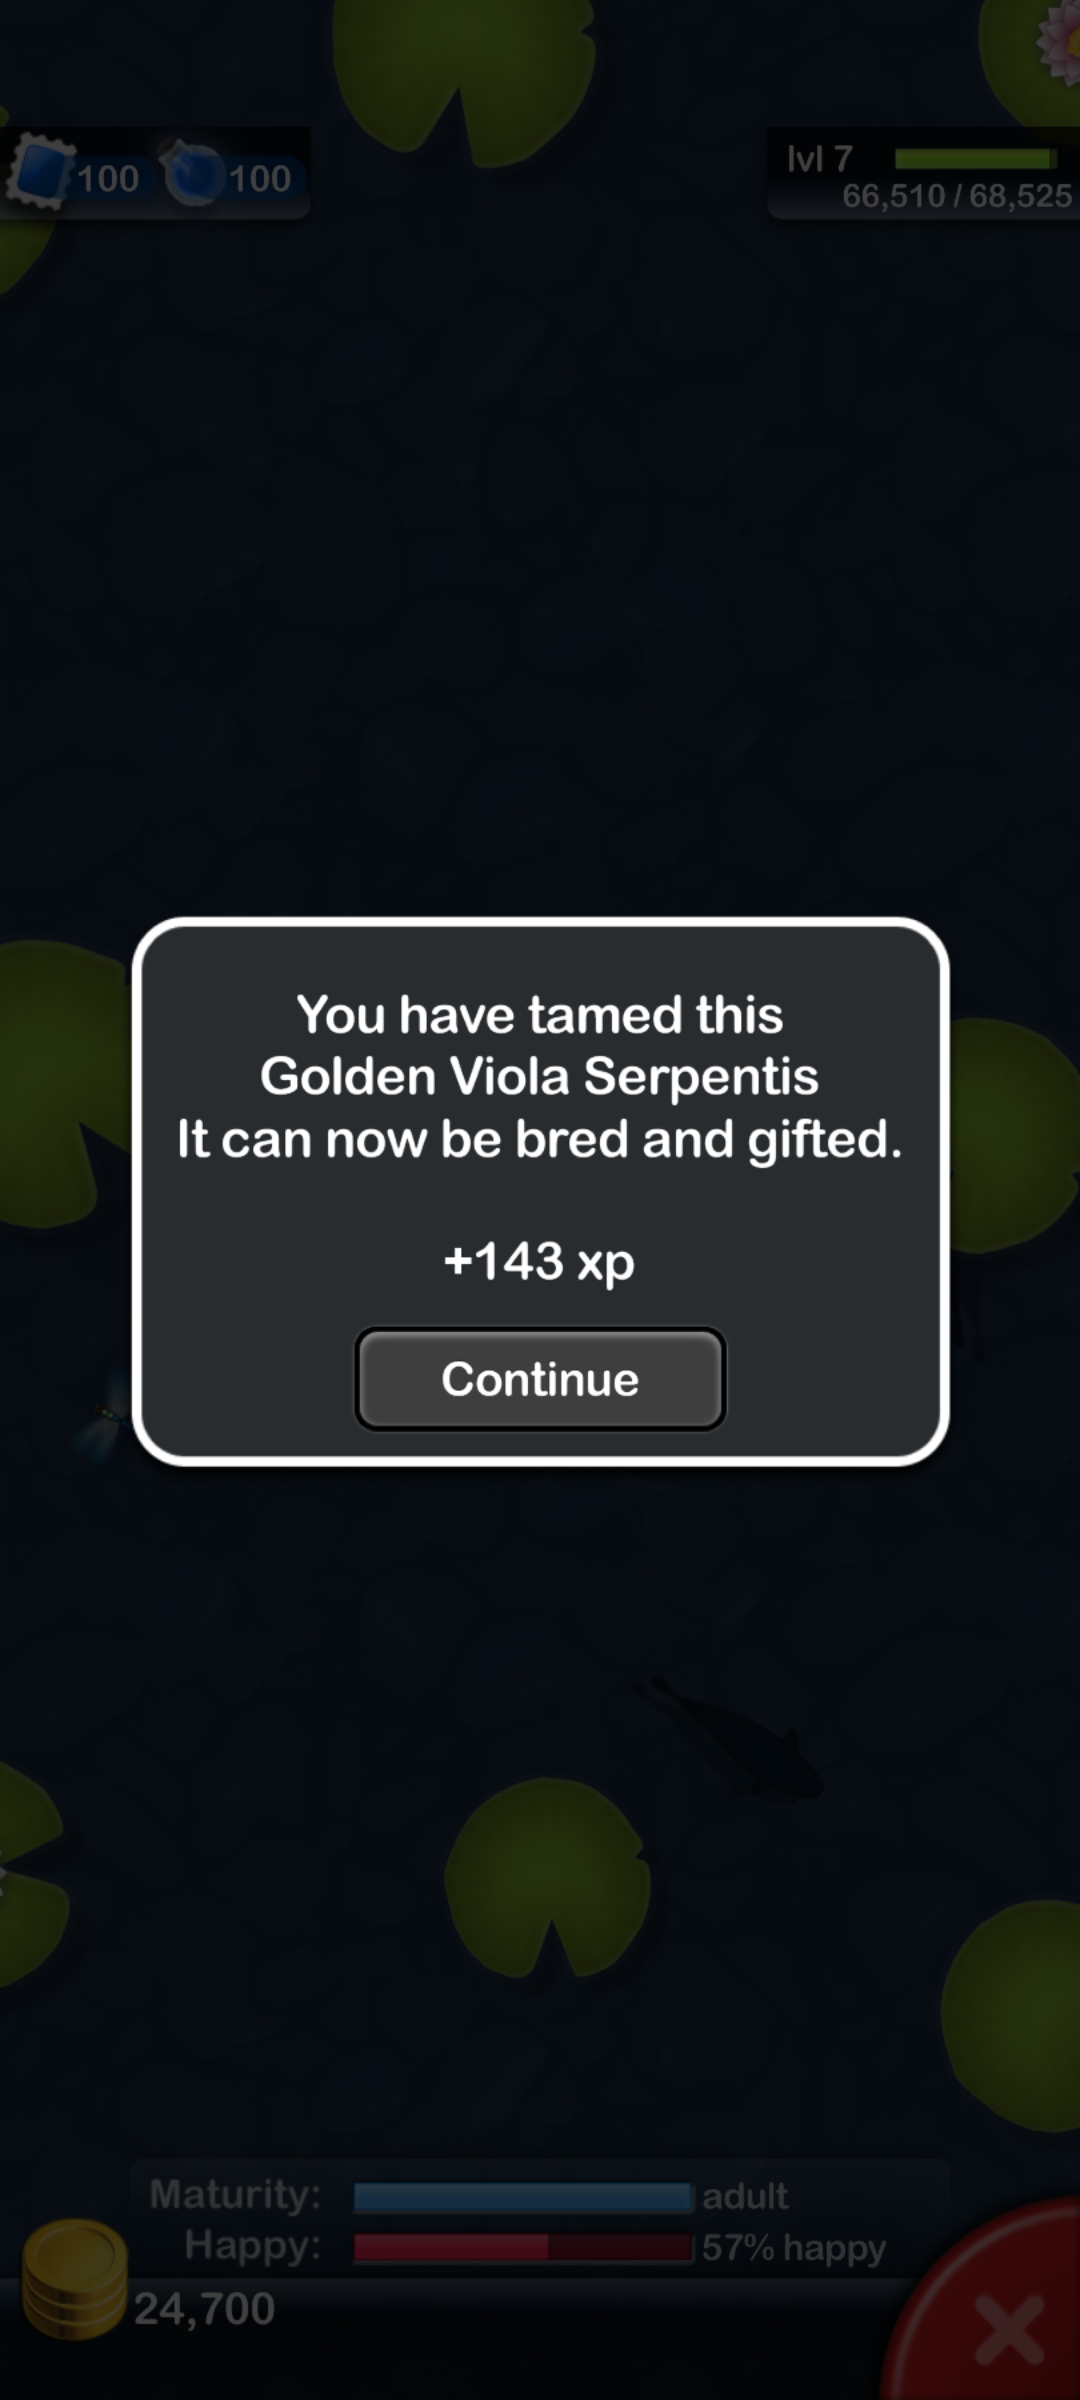 100 100
lvl 7
66,510 / 68,525
You have tamed this
Golden Viola Serpentis
It can now be bred and gifted.
+143 xp
Continue
Maturity: adult
Happy: 57% happy
24,700